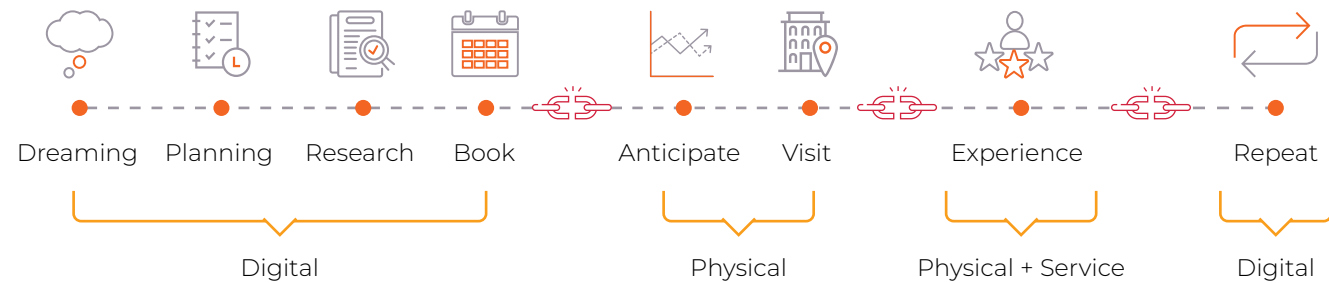 Dreaming Planning Research Book Anticipate Visit Experience Repeat
Digital Physical Physical + Service Digital